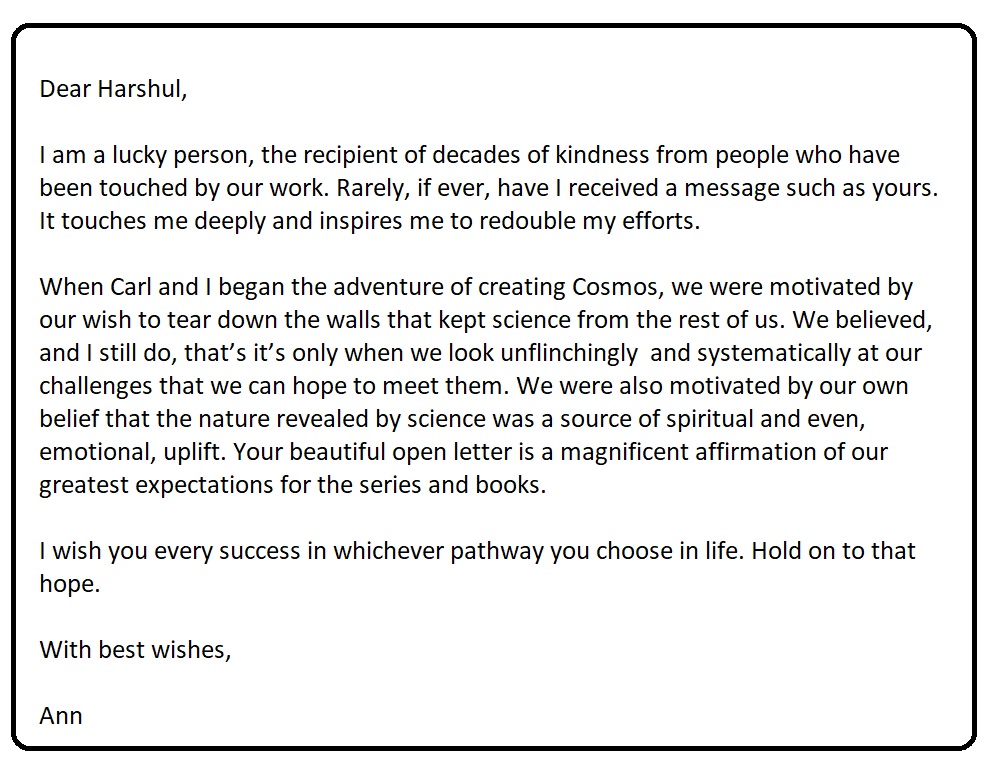 Dear Harshul,
I am a lucky person, the recipient of decades of kindness from people who have
been touched by our work. Rarely, if ever, have I received a message such as yours.
It touches me deeply and inspires me to redouble my efforts.
When Carl and I began the adventure of creating Cosmos, we were motivated by
our wish to tear down the walls that kept science from the rest of us. We believed,
and I still do, that’s it’s only when we look unflinchingly  and systematically at our
challenges that we can hope to meet them. We were also motivated by our own
belief that the nature revealed by science was a source of spiritual and even,
emotional, uplift. Your beautiful open letter is a magnificent affirmation of our
greatest expectations for the series and books.
I wish you every success in whichever pathway you choose in life. Hold on to that
hope.
With best wishes,
Ann